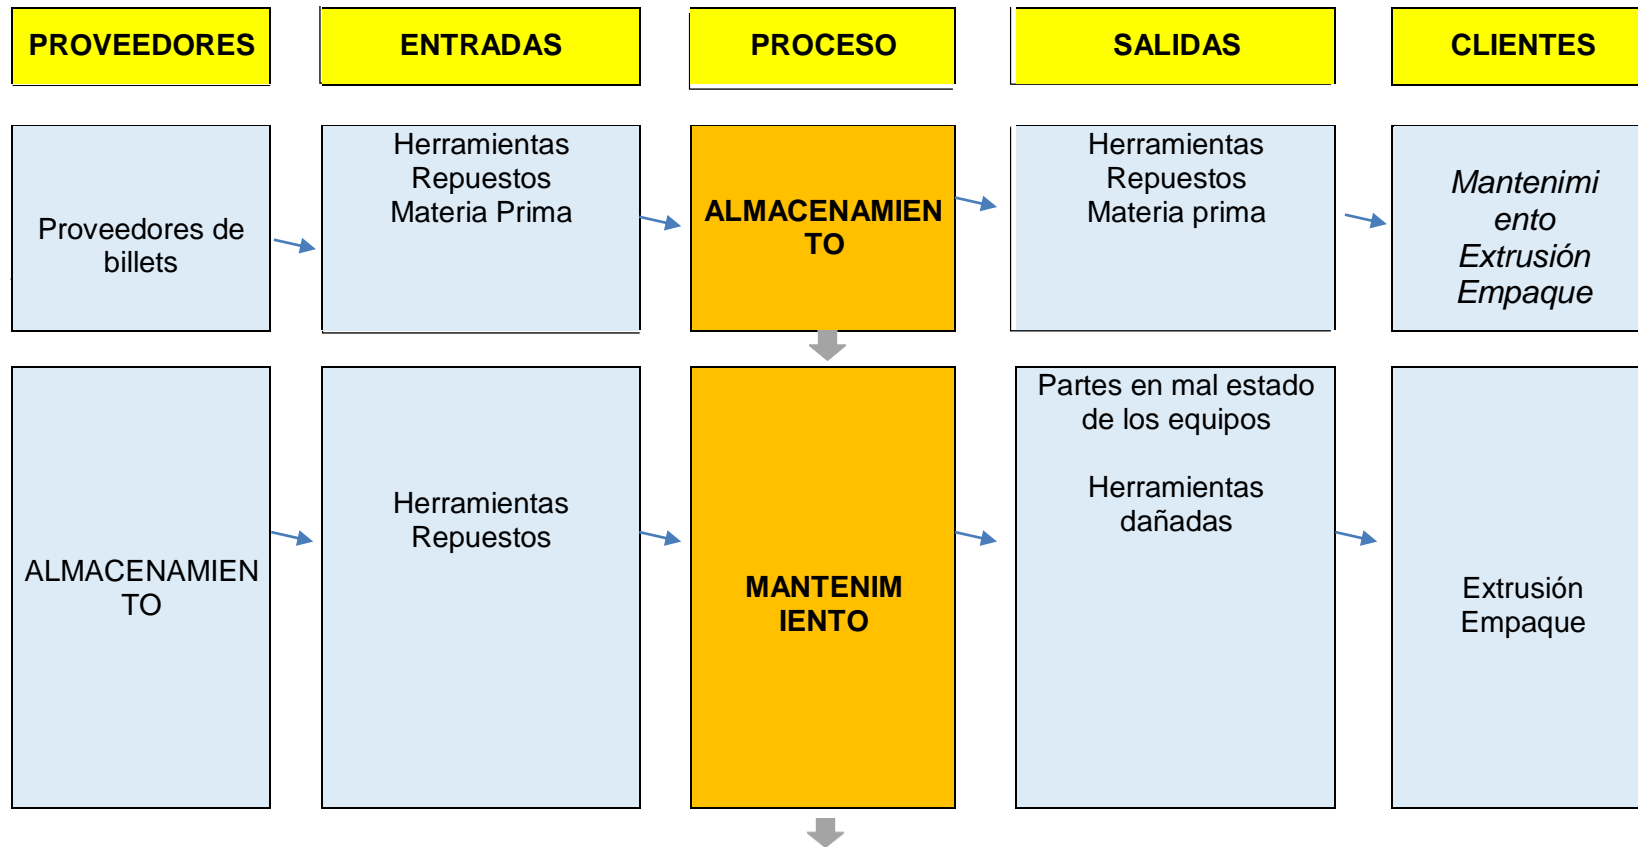 PROVEEDORES
ENTRADAS
PROCESO
SALIDAS
CLIENTES
Proveedores de
billets
Herramientas
Repuestos
Materia Prima
ALMACENAMIEN
TO
Herramientas
Repuestos
Materia prima
Mantenimi
ento
Extrusión
Empaque
ALMACENAMIEN
TO
Herramientas
Repuestos
MANTENIM
IENTO
Partes en mal estado
de los equipos
Herramientas
dañadas
Extrusión
Empaque